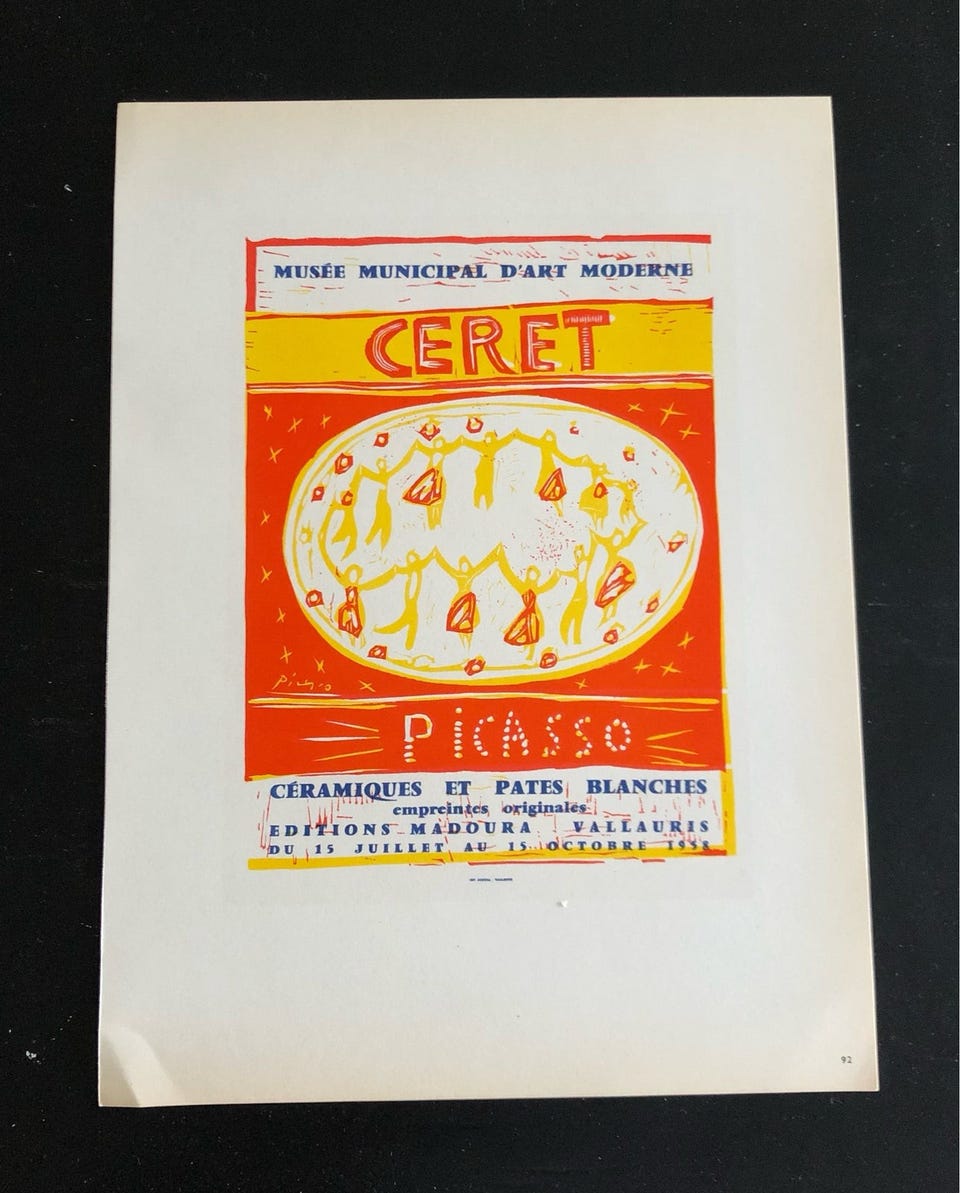 MUSÉE MUNICIPAL D'ART MODERNE
CERET
Picasso
PiCASSO
CÉRAMIQUES ET PATES BLANCHES
empreintes originales
EDITIONS MADOURA VALLAURIS
DU 15 JUILLET AU 15 OCTOBRE 1958
92